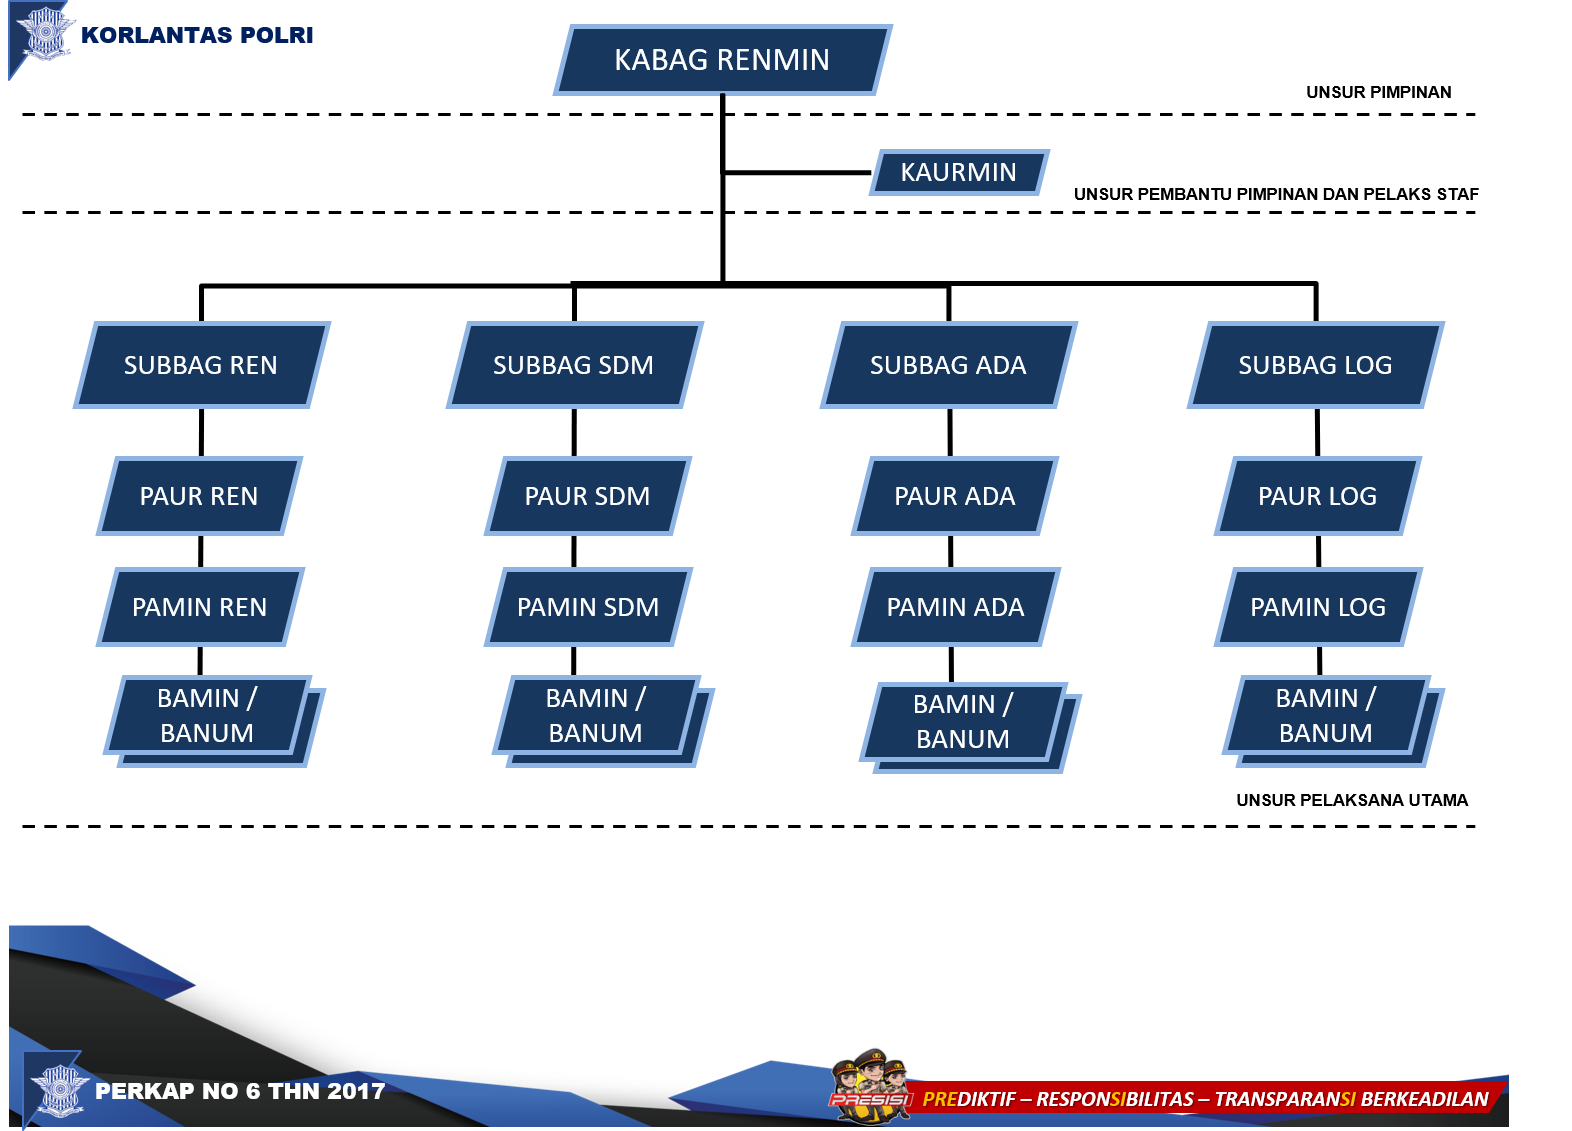 KORLANTAS POLRI
KABAG RENMIN
UNSUR PIMPINAN
KAURMIN
UNSUR PEMBANTU PIMPINAN DAN PELAKS STAF
SUBBAG REN
SUBBAG SDM
SUBBAG ADA
SUBBAG LOG
PAUR REN
PAUR SDM
PAUR ADA
PAUR LOG
PAMIN REN
PAMIN SDM
PAMIN ADA
PAMIN LOG
BAMIN /
BANUM
BAMIN /
BANUM
BAMIN /
BANUM
BAMIN /
BANUM
UNSUR PELAKSANA UTAMA
PERKAP NO 6 THN 2017
PRESISI
PREDIKTIF – RESPONSIBILITAS – TRANSPARANSI BERKEADILAN